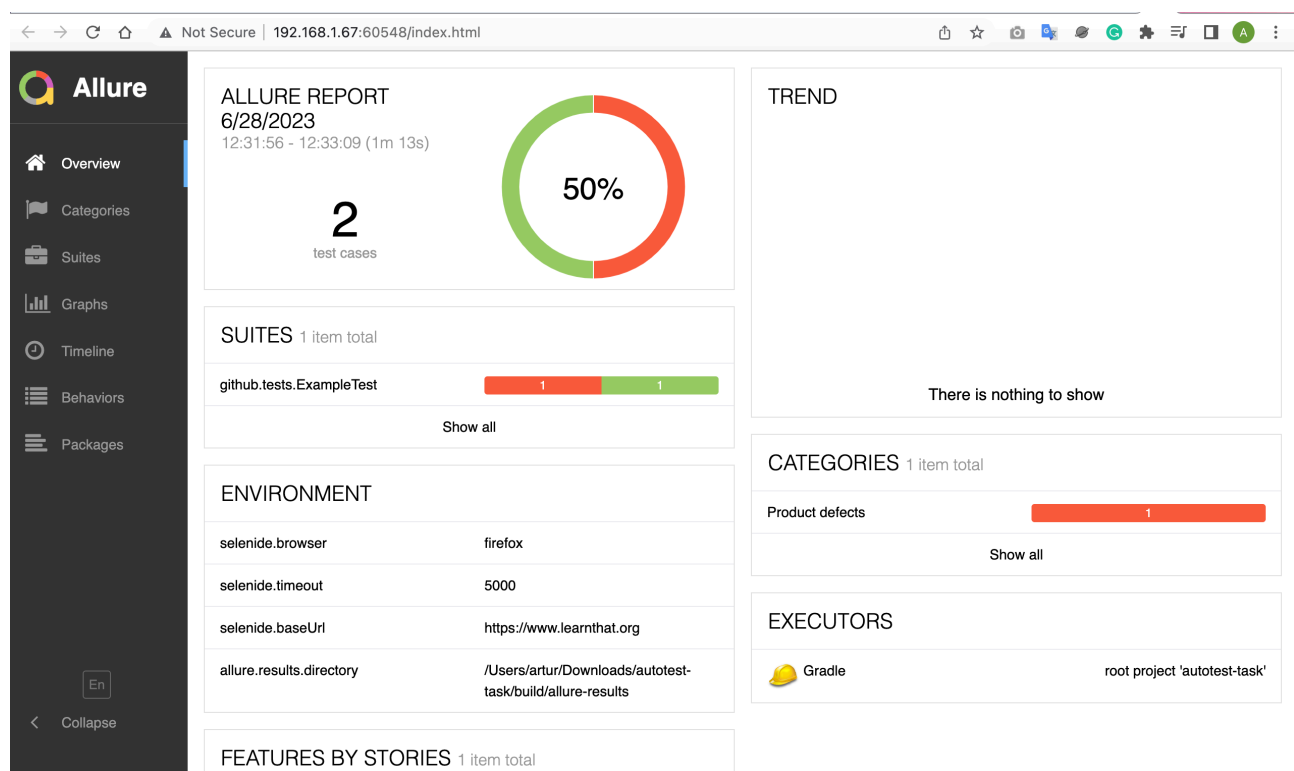 Not Secure | 192.168.1.67:60548/index.html
A
Allure
Overview
Categories
Suites
Graphs
Timeline
Behaviors
Packages
En
Collapse
ALLURE REPORT
6/28/2023
12:31:56 - 12:33:09 (1m 13s)
2
test cases
50%
SUITES 1 item total
github.tests.ExampleTest 1 1
Show all
ENVIRONMENT
selenide.browser firefox
selenide.timeout 5000
selenide.baseUrl https://www.learnthat.org
allure.results.directory /Users/artur/Downloads/autotest-
task/build/allure-results
FEATURES BY STORIES 1 item total
TREND
There is nothing to show
CATEGORIES 1 item total
Product defects 1
Show all
EXECUTORS
Gradle root project 'autotest-task'